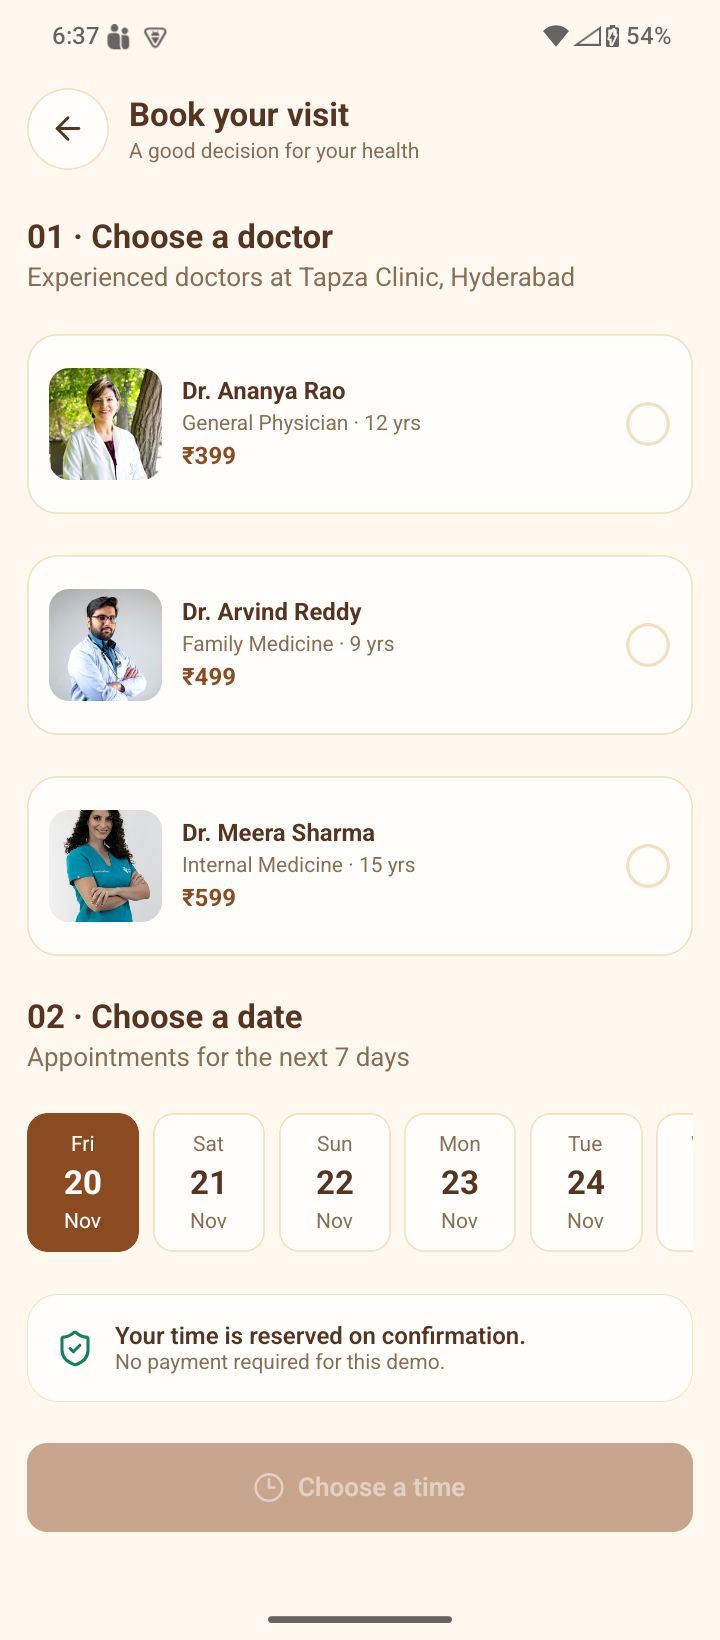 6:37
54%
Book your visit
A good decision for your health
01 · Choose a doctor
Experienced doctors at Tapza Clinic, Hyderabad
Dr. Ananya Rao
General Physician · 12 yrs
₹399
Dr. Arvind Reddy
Family Medicine · 9 yrs
₹499
Dr. Meera Sharma
Internal Medicine · 15 yrs
₹599
02 · Choose a date
Appointments for the next 7 days
Fri Sat Sun Mon Tue
20 21 22 23 24
Nov Nov Nov Nov Nov
Your time is reserved on confirmation.
No payment required for this demo.
Choose a time